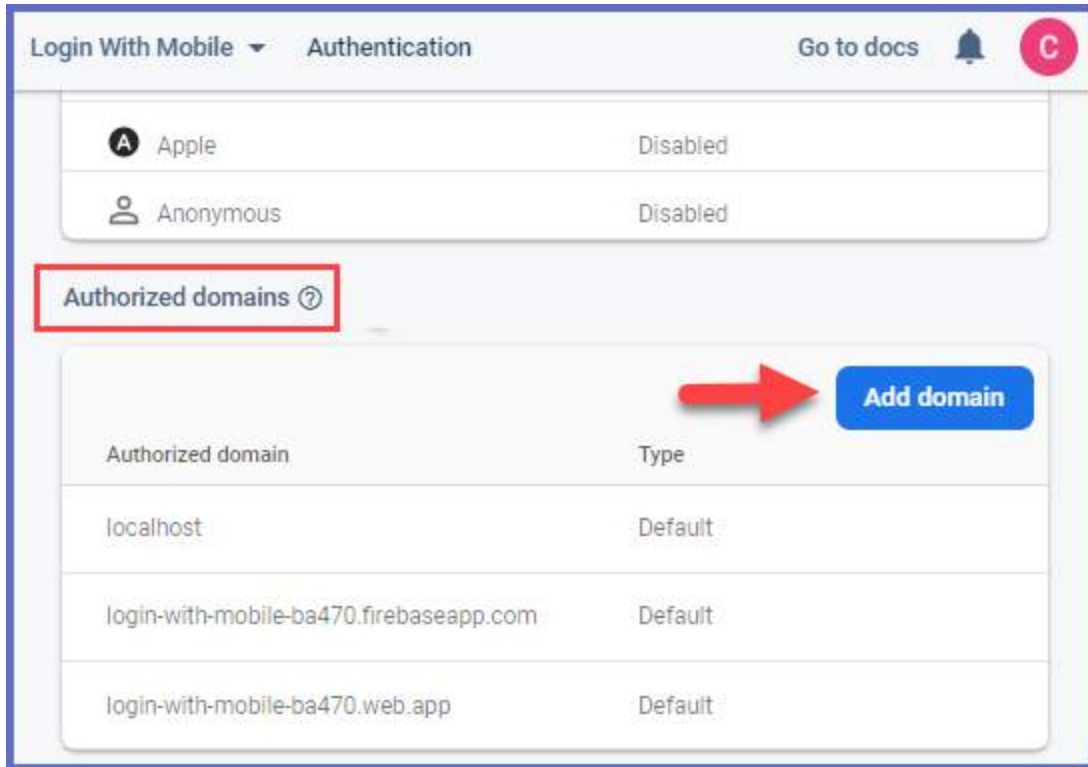 Login With Mobile Authentication Go to docs C
Apple Disabled
Anonymous Disabled
Authorized domains
Add domain
Authorized domain Type
localhost Default
login-with-mobile-ba470.firebaseapp.com Default
login-with-mobile-ba470.web.app Default